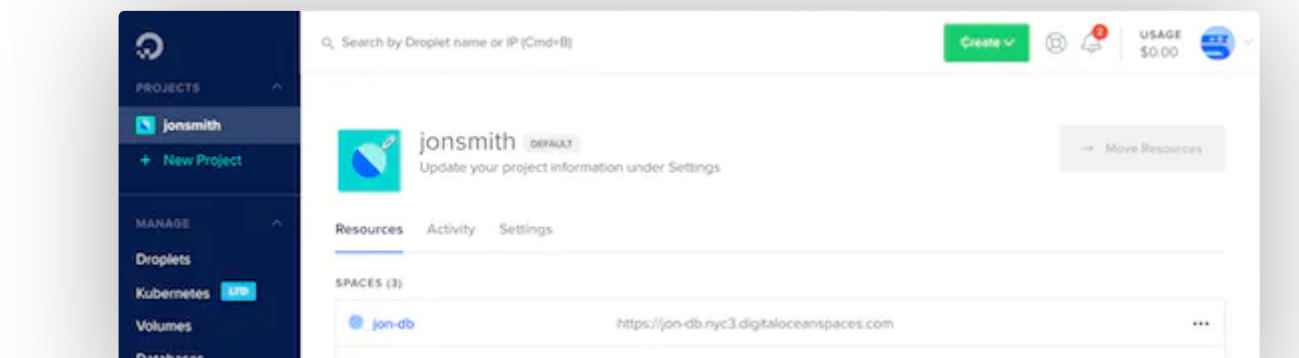 Search by Droplet name or IP (Cmd+B)
Create
2
USAGE
$0.00
PROJECTS
jonsmith
+ New Project
MANAGE
Droplets
Kubernetes LTD
Volumes
Databases
jonsmith DEFAULT
Update your project information under Settings
→ Move Resources
Resources Activity Settings
SPACES (3)
jon-db https://jon-db.nyc3.digitaloceanspaces.com ...